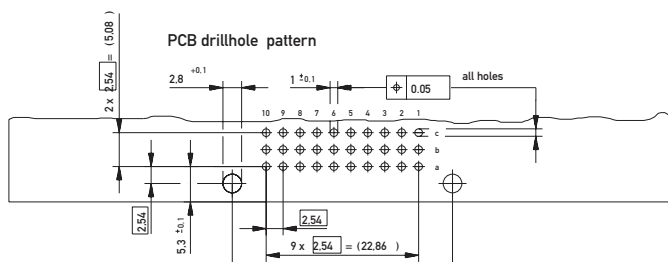 PCB drillhole pattern
2 x 2.54 = (5.08 )
2,8 +0.1
1 ±0.1
0.05
all holes
10 9 8 7 6 5 4 3 2 1
c
b
a
2.54
5,3 ±0.1
2,54
9 x 2,54 = (22,86 )